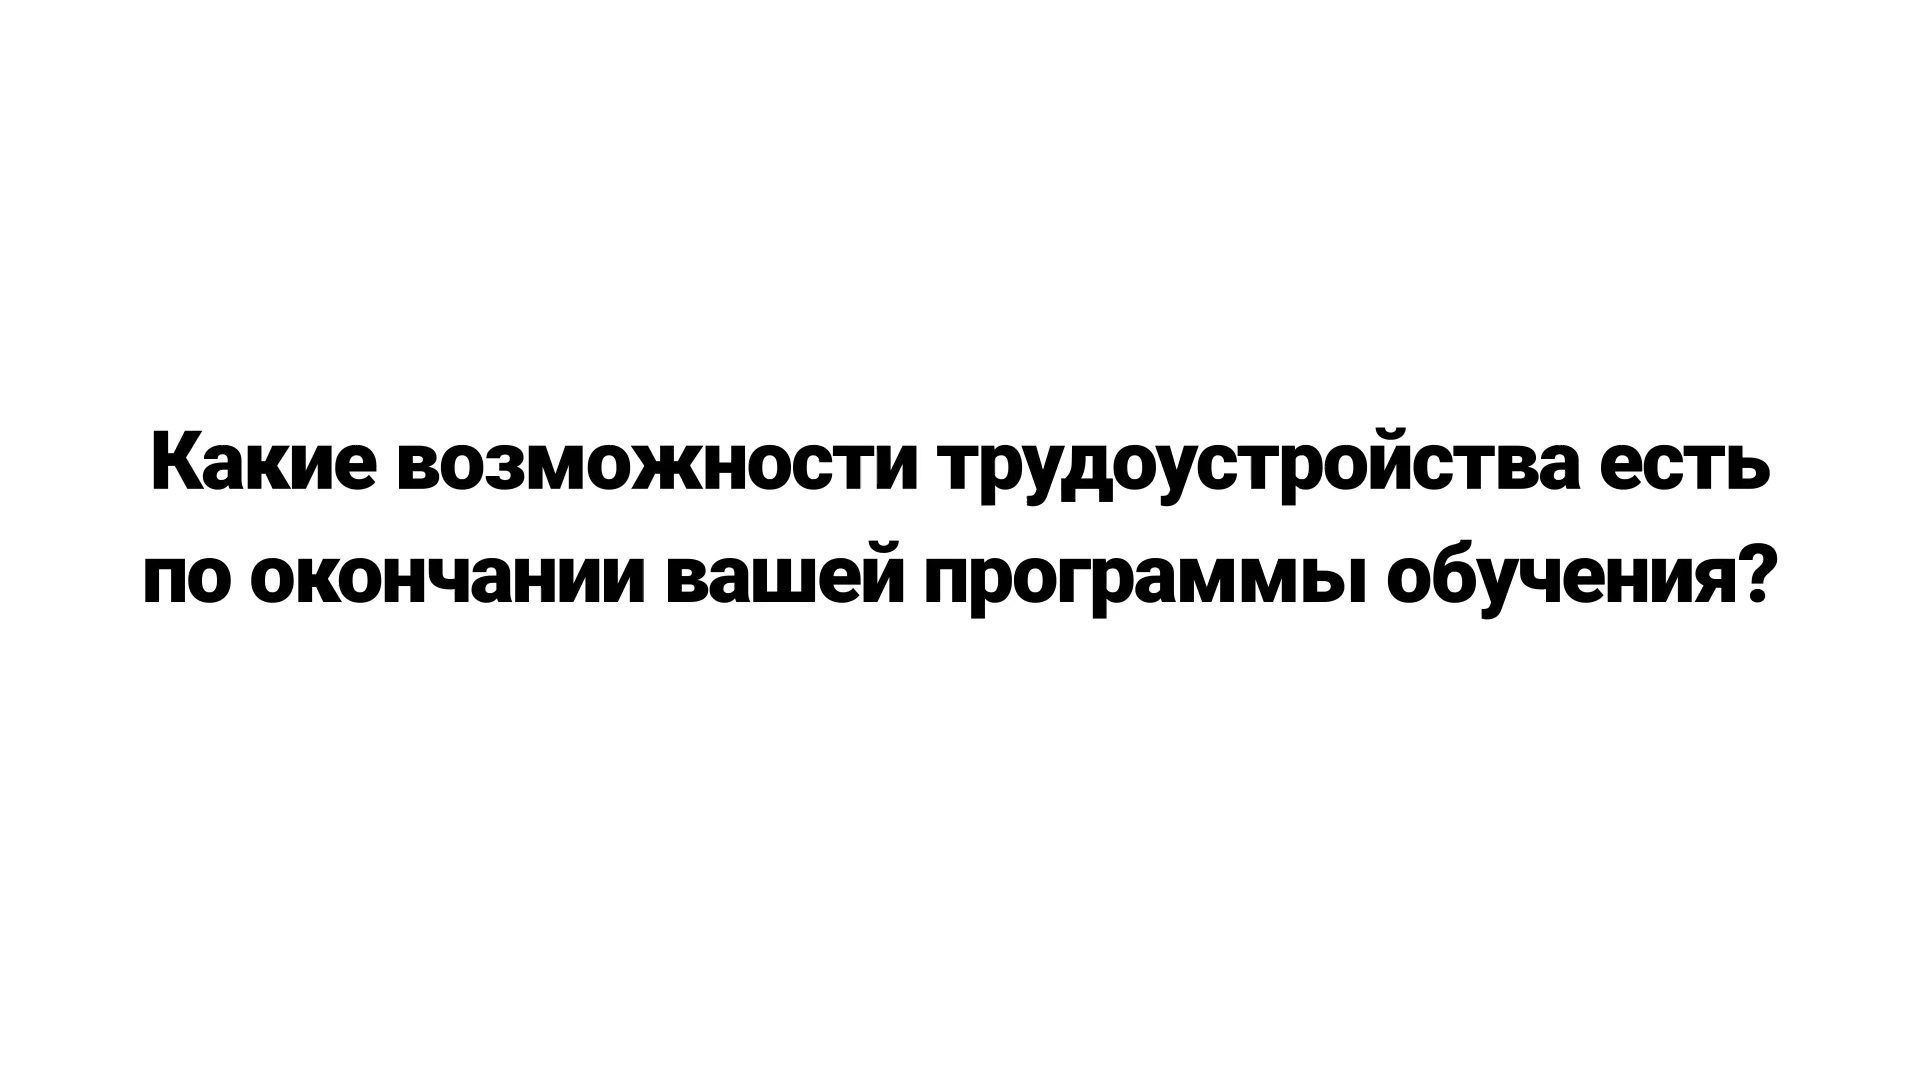 Какие возможности трудоустройства есть
по окончании вашей программы обучения?